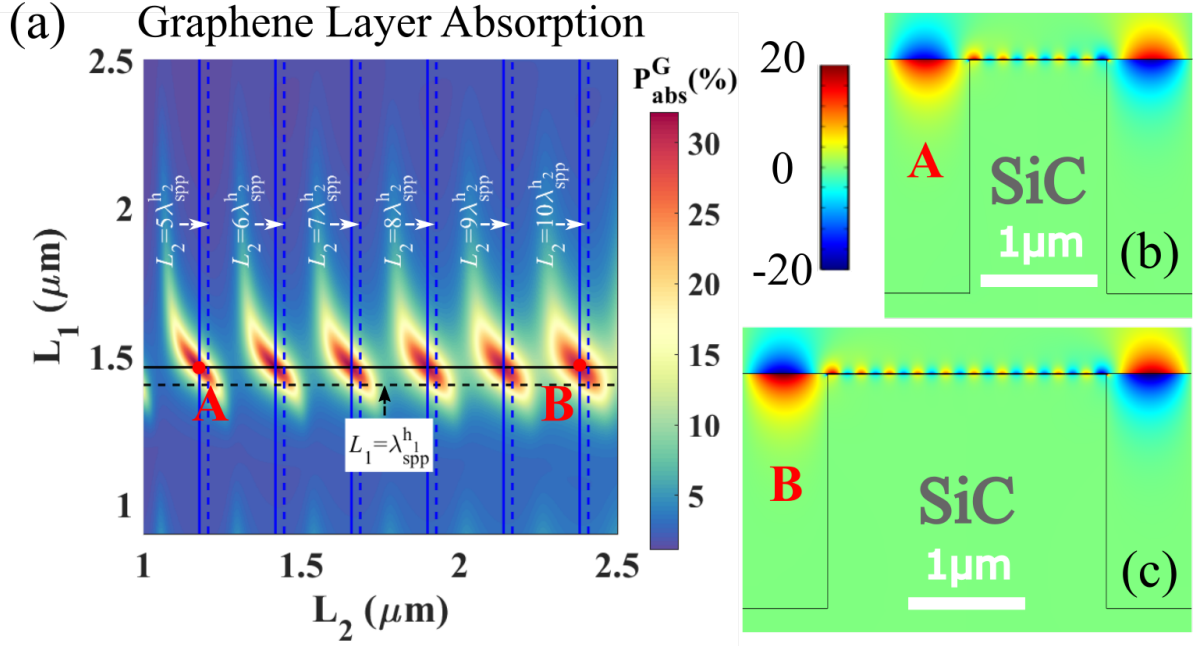 (a) Graphene Layer Absorption
P^G_abs(%)
L₁ (μm)
2.5
2
1.5
1
L₂=5λ^h₂_spp
L₂=6λ^h₂_spp
L₂=7λ^h₂_spp
L₂=8λ^h₂_spp
L₂=9λ^h₂_spp
L₂=10λ^h₂_spp
A
B
L₁=λ^h₁_spp
1
1.5
2
2.5
L₂ (μm)
30
25
20
15
10
5
20
0
-20
A
SiC
1μm
(b)
B
SiC
1μm
(c)